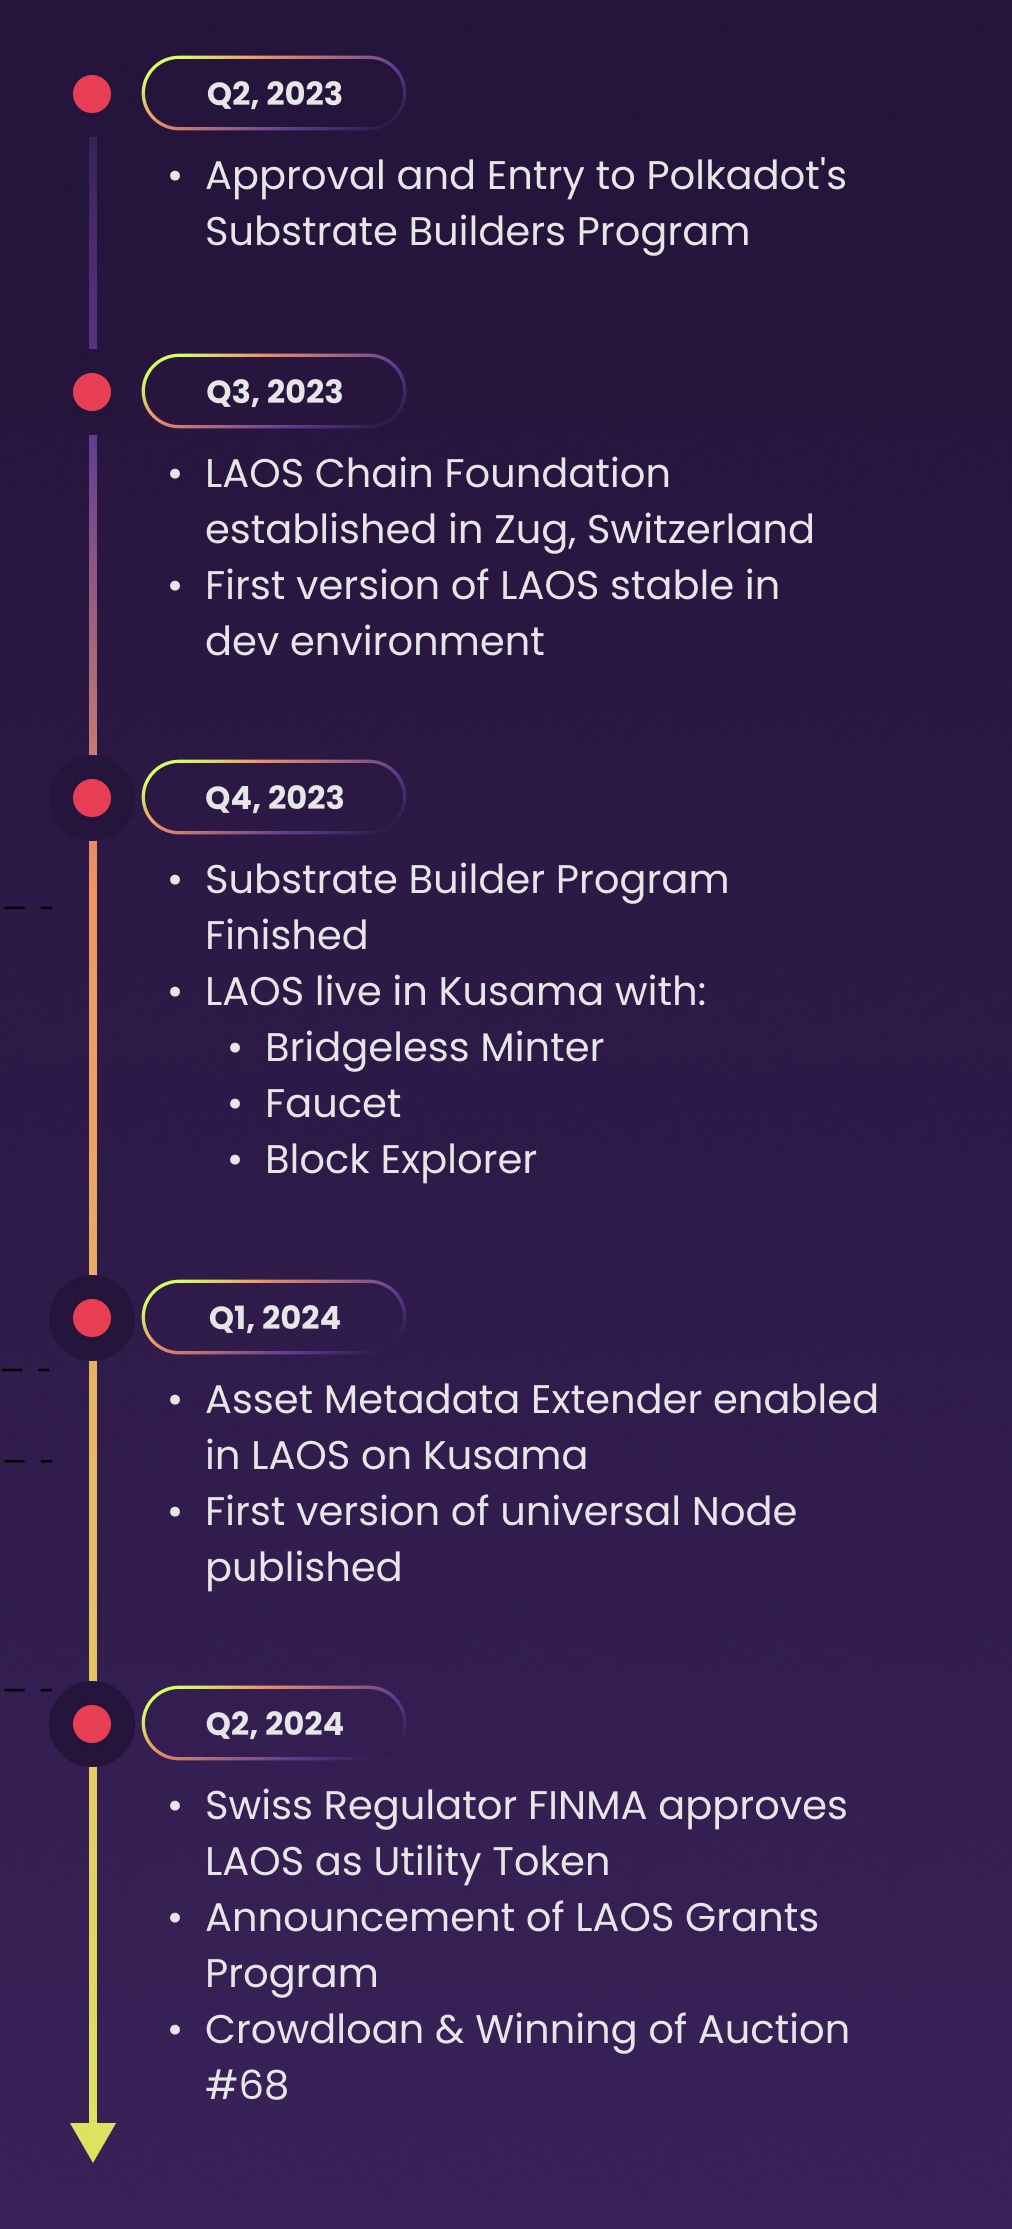 Q2, 2023
• Approval and Entry to Polkadot's
Substrate Builders Program
Q3, 2023
• LAOS Chain Foundation
established in Zug, Switzerland
• First version of LAOS stable in
dev environment
Q4, 2023
• Substrate Builder Program
Finished
• LAOS live in Kusama with:
• Bridgeless Minter
• Faucet
• Block Explorer
Q1, 2024
• Asset Metadata Extender enabled
in LAOS on Kusama
• First version of universal Node
published
Q2, 2024
• Swiss Regulator FINMA approves
LAOS as Utility Token
• Announcement of LAOS Grants
Program
• Crowdloan & Winning of Auction
#68